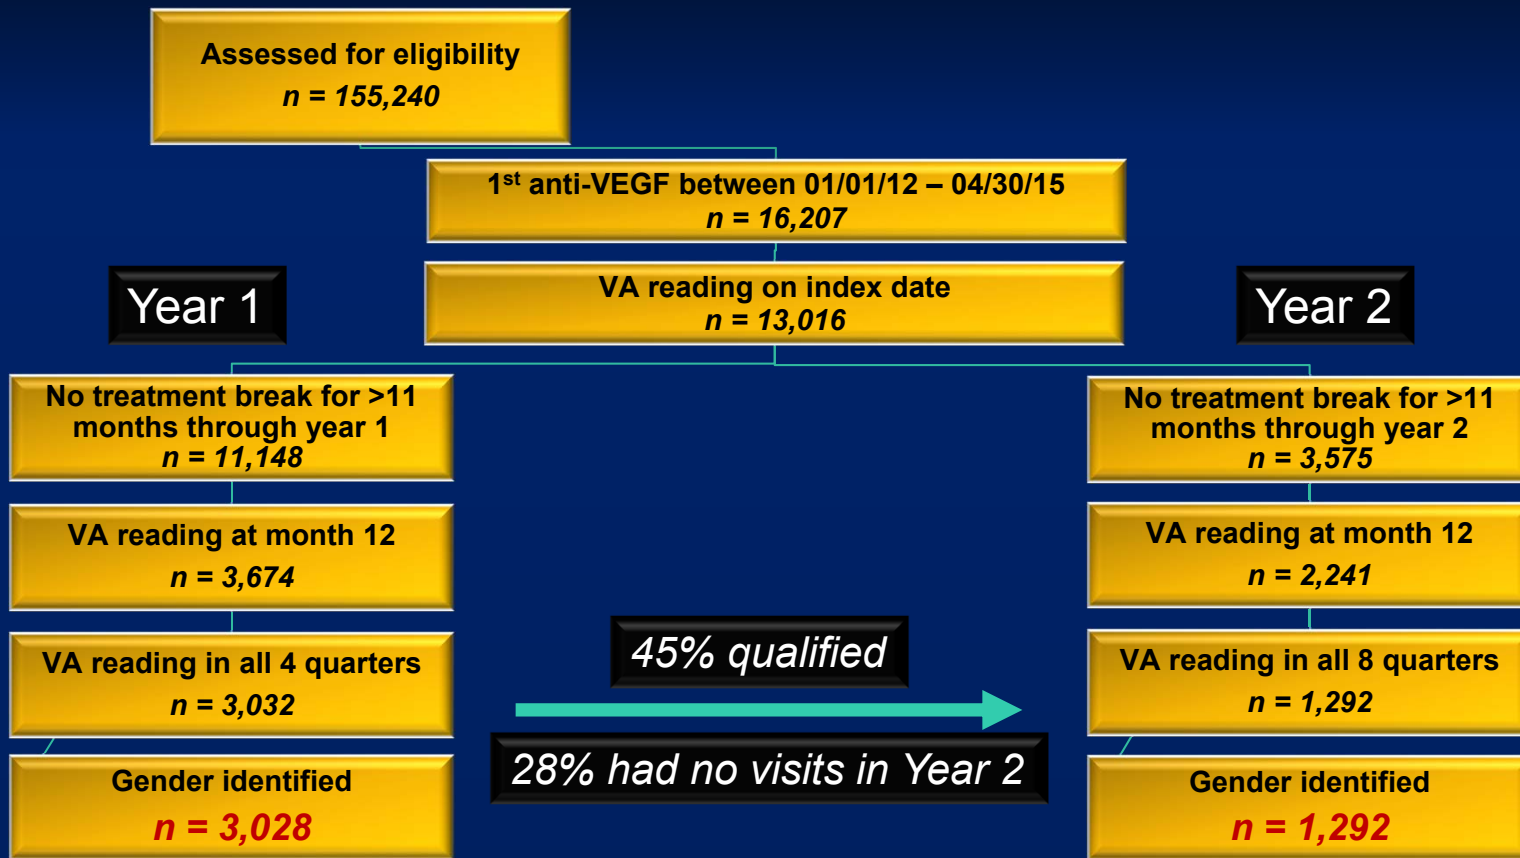 Assessed for eligibility
n = 155,240
1st anti-VEGF between 01/01/12 – 04/30/15
n = 16,207
VA reading on index date
n = 13,016
Year 1
Year 2
No treatment break for >11
months through year 1
n = 11,148
VA reading at month 12
n = 3,674
VA reading in all 4 quarters
n = 3,032
Gender identified
n = 3,028
45% qualified
28% had no visits in Year 2
No treatment break for >11
months through year 2
n = 3,575
VA reading at month 12
n = 2,241
VA reading in all 8 quarters
n = 1,292
Gender identified
n = 1,292